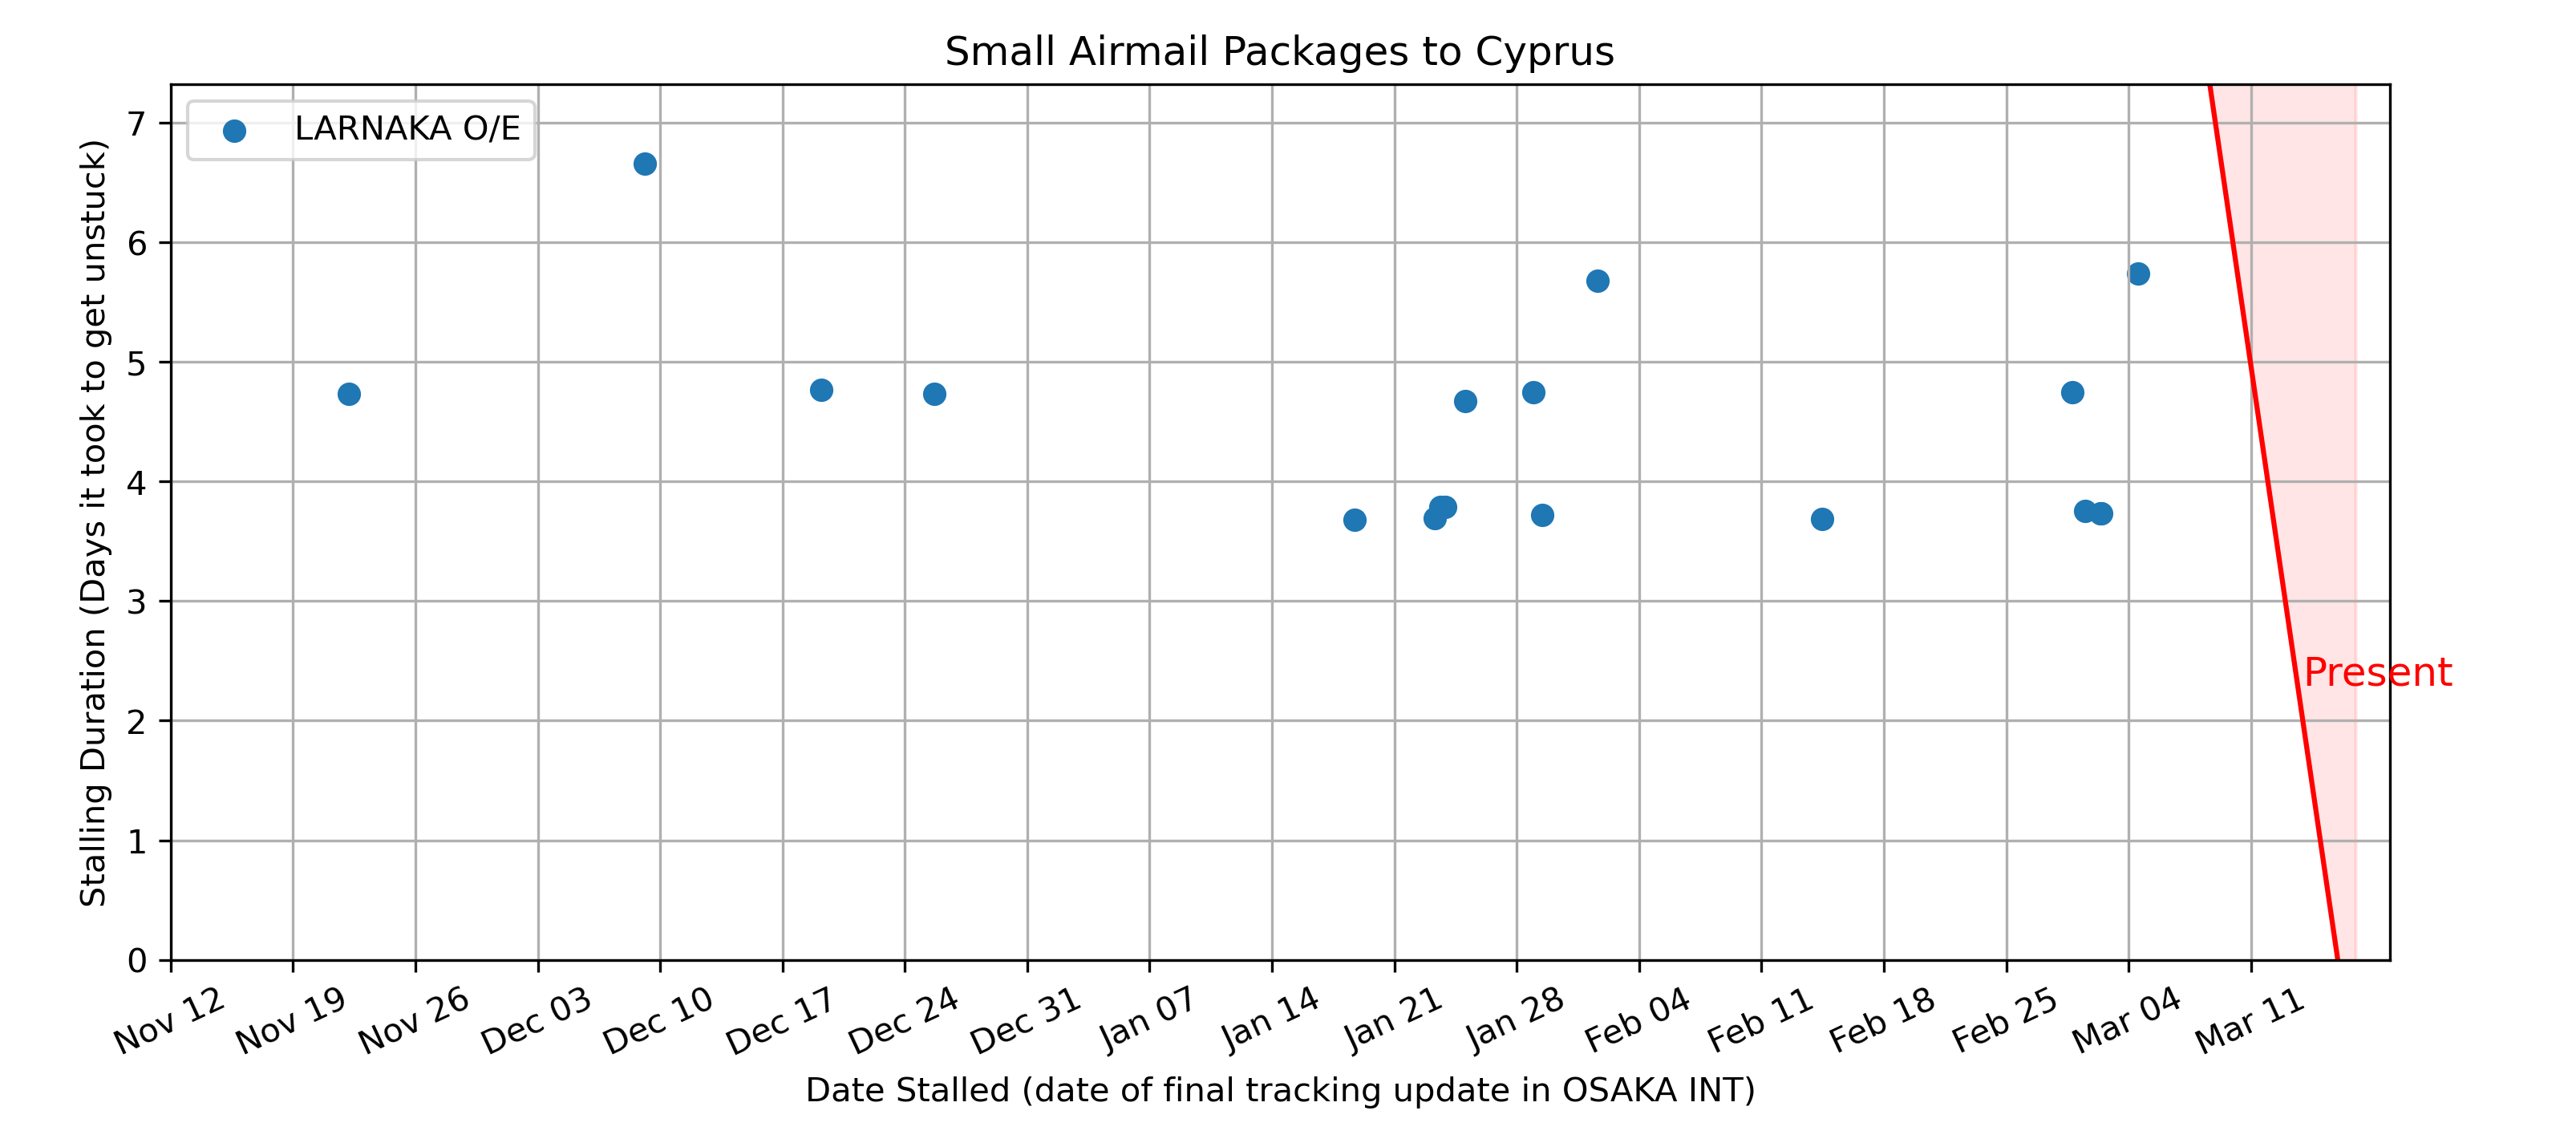 Small Airmail Packages to Cyprus
LARNAKA O/E
Stalling Duration (Days it took to get unstuck)
7
6
5
4
3
2
1
0
Present
Nov 12
Nov 19
Nov 26
Dec 03
Dec 10
Dec 17
Dec 24
Dec 31
Jan 07
Jan 14
Jan 21
Jan 28
Feb 04
Feb 11
Feb 18
Feb 25
Mar 04
Mar 11
Date Stalled (date of final tracking update in OSAKA INT)